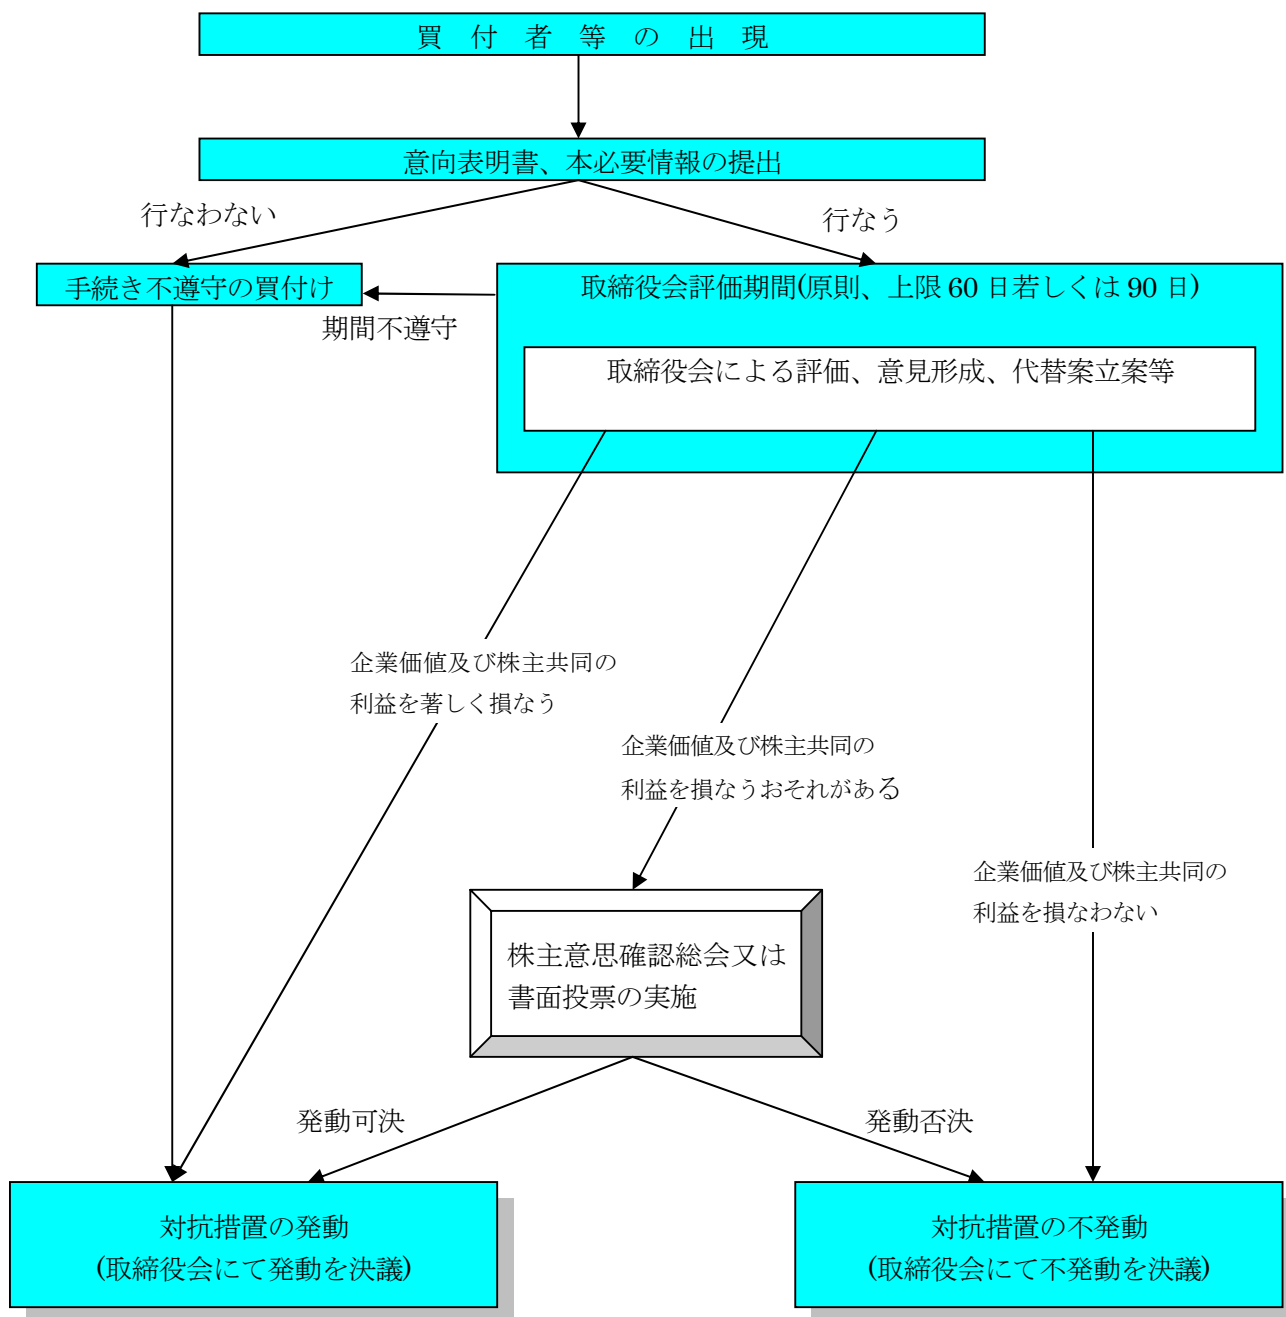 買 付 者 等 の 出 現
意向表明書、本必要情報の提出
行なわない
行なう
手続き不遵守の買付け
取締役会評価期間(原則、上限 60 日若しくは 90 日)
期間不遵守
取締役会による評価、意見形成、代替案立案等
企業価値及び株主共同の
利益を著しく損なう
企業価値及び株主共同の
利益を損なうおそれがある
企業価値及び株主共同の
利益を損なわない
株主意思確認総会又は
書面投票の実施
発動可決
発動否決
対抗措置の発動
(取締役会にて発動を決議)
対抗措置の不発動
(取締役会にて不発動を決議)